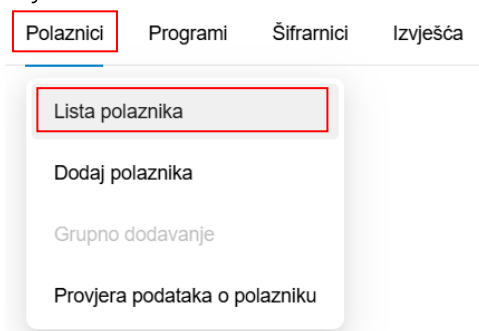 Polaznici Programi Šifrarnici Izvješća
Lista polaznika
Dodaj polaznika
Grupno dodavanje
Provjera podataka o polazniku